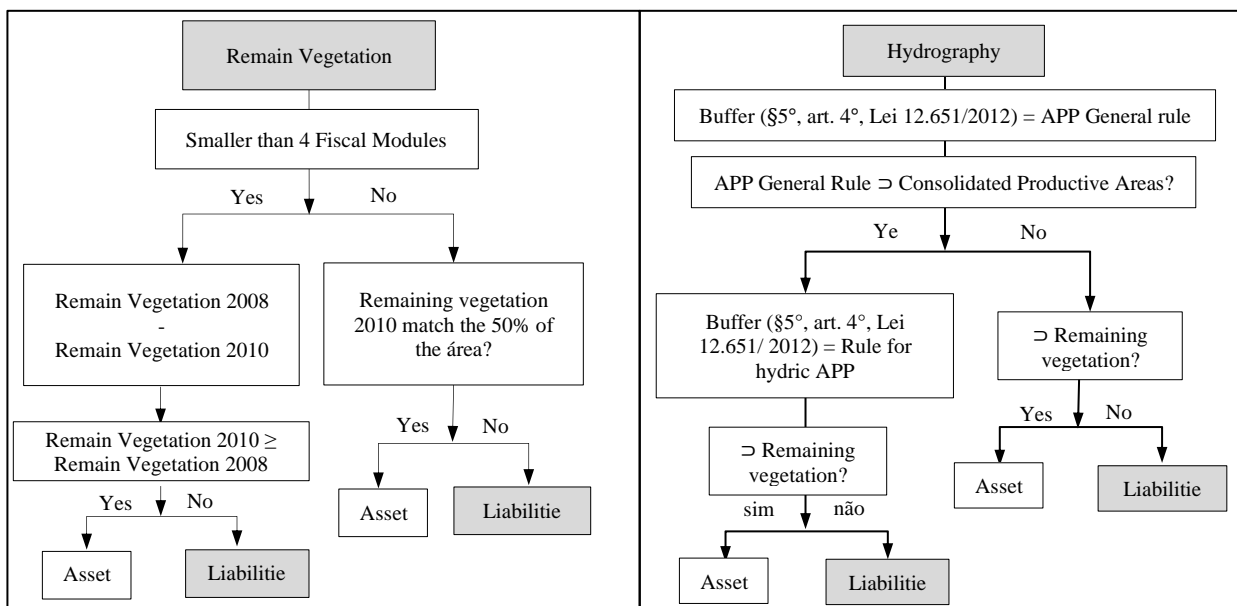 Remain Vegetation
Smaller than 4 Fiscal Modules
Yes
No
Remain Vegetation 2008
-
Remain Vegetation 2010
Remaining vegetation
2010 match the 50% of
the área?
Remain Vegetation 2010 ≥
Remain Vegetation 2008
Yes
No
Asset
Liabilitie
Yes
No
Asset
Liabilitie
Hydrography
Buffer (§5°, art. 4°, Lei 12.651/2012) = APP General rule
APP General Rule ⊃ Consolidated Productive Areas?
Ye
No
Buffer (§5°, art. 4°, Lei
12.651/ 2012) = Rule for
hydric APP
⊃ Remaining
vegetation?
Yes
No
Asset
Liabilitie
⊃ Remaining
vegetation?
sim
não
Asset
Liabilitie